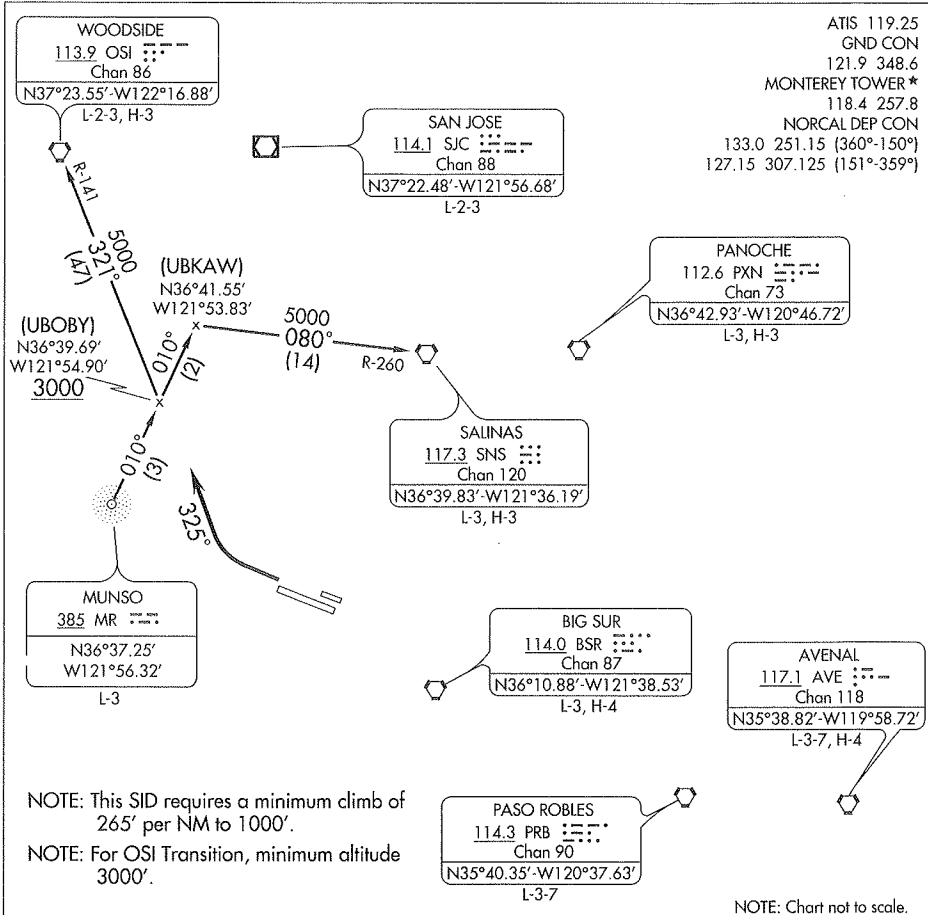 WOODSIDE
113.9 OSI
Chan 86
N37°23.55′-W122°16.88′
L-2-3, H-3
ATIS 119.25
GND CON
121.9 348.6
MONTEREY TOWER ★
118.4 257.8
NORCAL DEP CON
133.0 251.15 (360°-150°)
127.15 307.125 (151°-359°)
SAN JOSE
114.1 SJC
Chan 88
N37°22.48′-W121°56.68′
L-2-3
R-141
5000
321°
(47)
(UBKAW)
N36°41.55′
W121°53.83′
PANOCHE
112.6 PXN
Chan 73
N36°42.93′-W120°46.72′
L-3, H-3
(UBOBY)
N36°39.69′
W121°54.90′
3000
010°
(2)
5000
080°
(14)
R-260
SALINAS
117.3 SNS
Chan 120
N36°39.83′-W121°36.19′
L-3, H-3
010°
(3)
325°
MUNSO
385 MR
N36°37.25′
W121°56.32′
L-3
BIG SUR
114.0 BSR
Chan 87
N36°10.88′-W121°38.53′
L-3, H-4
AVENAL
117.1 AVE
Chan 118
N35°38.82′-W119°58.72′
L-3-7, H-4
NOTE: This SID requires a minimum climb of
265′ per NM to 1000′.
NOTE: For OSI Transition, minimum altitude
3000′.
PASO ROBLES
114.3 PRB
Chan 90
N35°40.35′-W120°37.63′
L-3-7
NOTE: Chart not to scale.